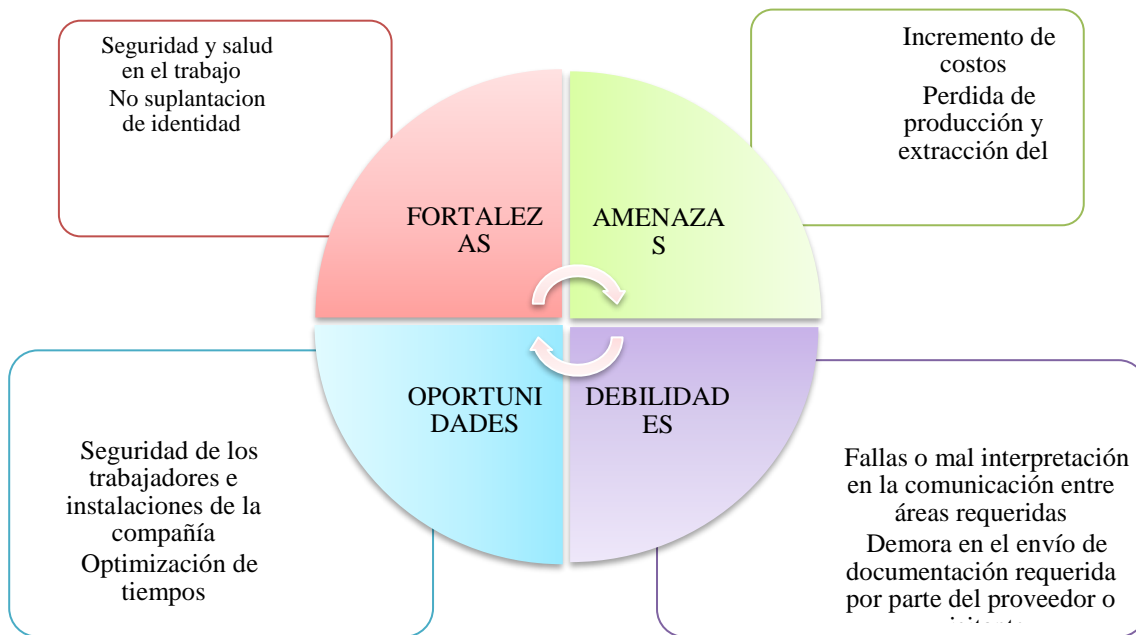 Seguridad y salud
en el trabajo
No suplantacion
de identidad
Incremento de
costos
Perdida de
producción y
extracción del
FORTALEZ
AS
AMENAZA
S
OPORTUNI
DADES
DEBILIDAD
ES
Seguridad de los
trabajadores e
instalaciones de la
compañía
Optimización de
tiempos
Fallas o mal interpretación
en la comunicación entre
áreas requeridas
Demora en el envío de
documentación requerida
por parte del proveedor o